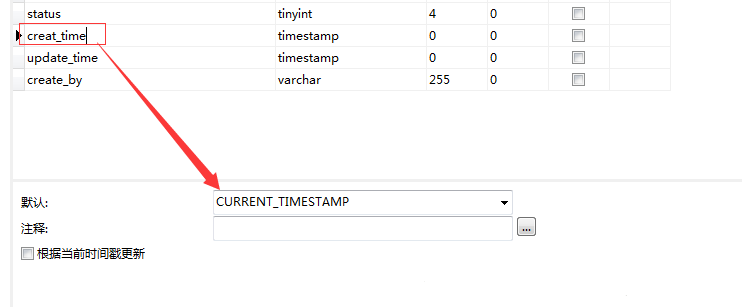 status tinyint 4 0
creat_time timestamp 0 0
update_time timestamp 0 0
create_by varchar 255 0
默认: CURRENT_TIMESTAMP
注释: ...
根据当前时间戳更新